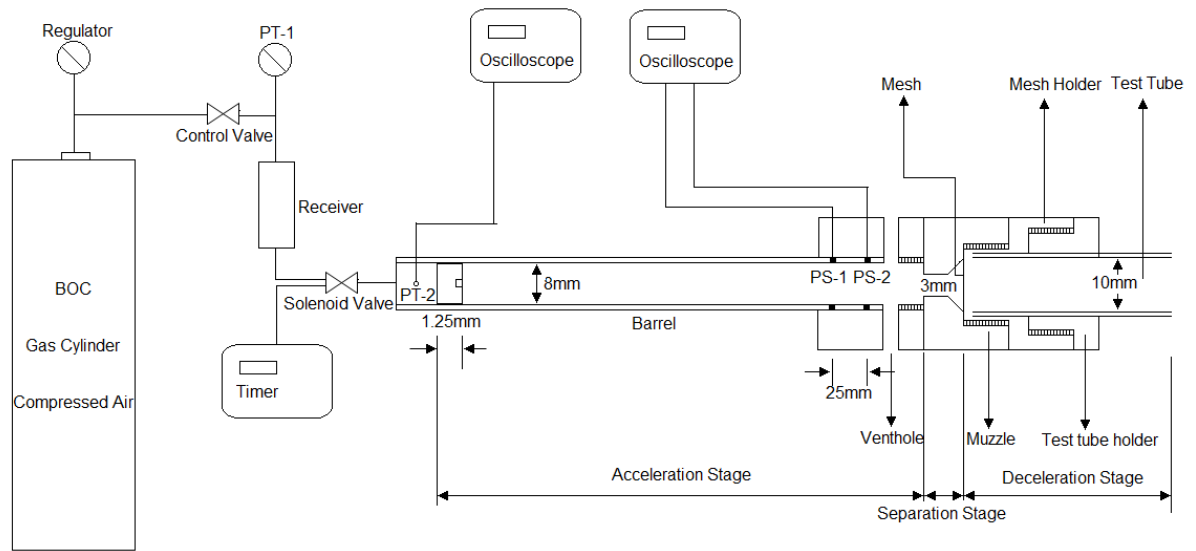 Regulator
PT-1
Oscilloscope
Oscilloscope
Mesh
Mesh Holder
Test Tube
Control Valve
Receiver
BOC
Gas Cylinder
Compressed Air
Solenoid Valve
Timer
PT-2
8mm
1.25mm
Barrel
PS-1
PS-2
3mm
10mm
25mm
Venthole
Muzzle
Test tube holder
Acceleration Stage
Separation Stage
Deceleration Stage